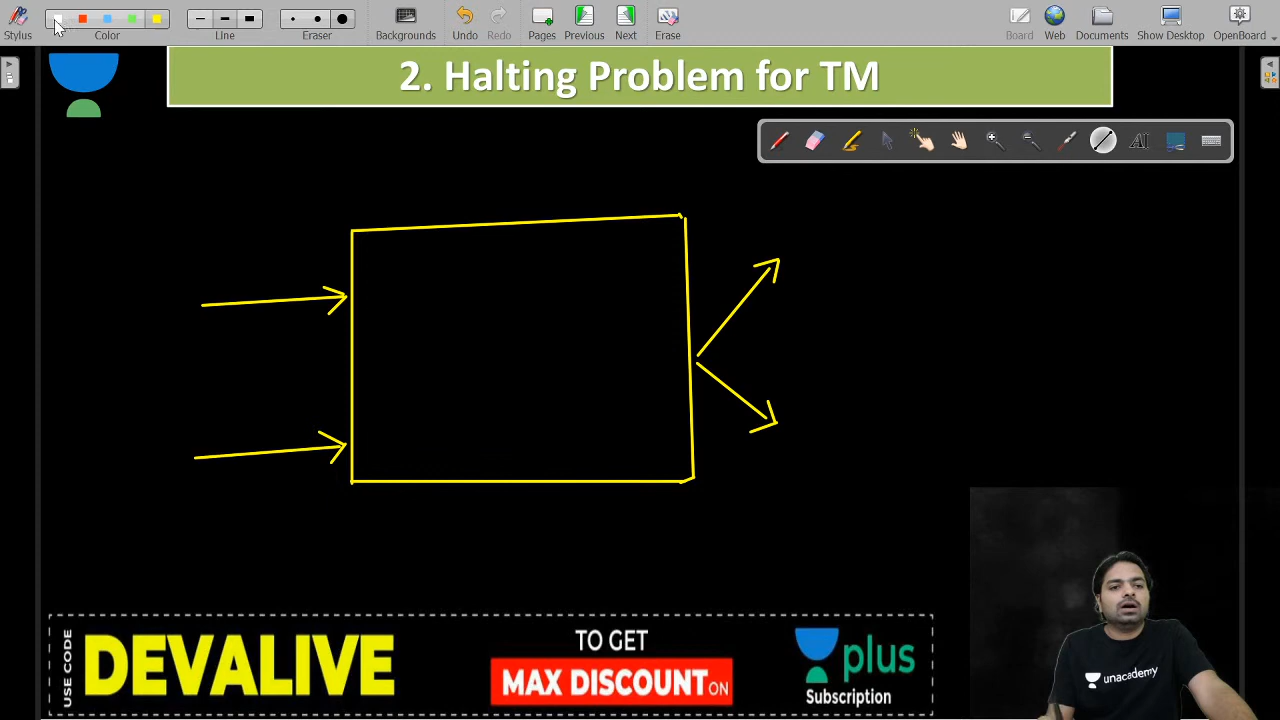 Stylus
Color
Line
Eraser
Backgrounds
Undo
Redo
Pages
Previous
Next
Erase
Board
Web
Documents
Show Desktop
OpenBoard
2. Halting Problem for TM
AI
unacademy
USE CODE
DEVALIVE
TO GET
MAX DISCOUNT ON
plus
Subscription